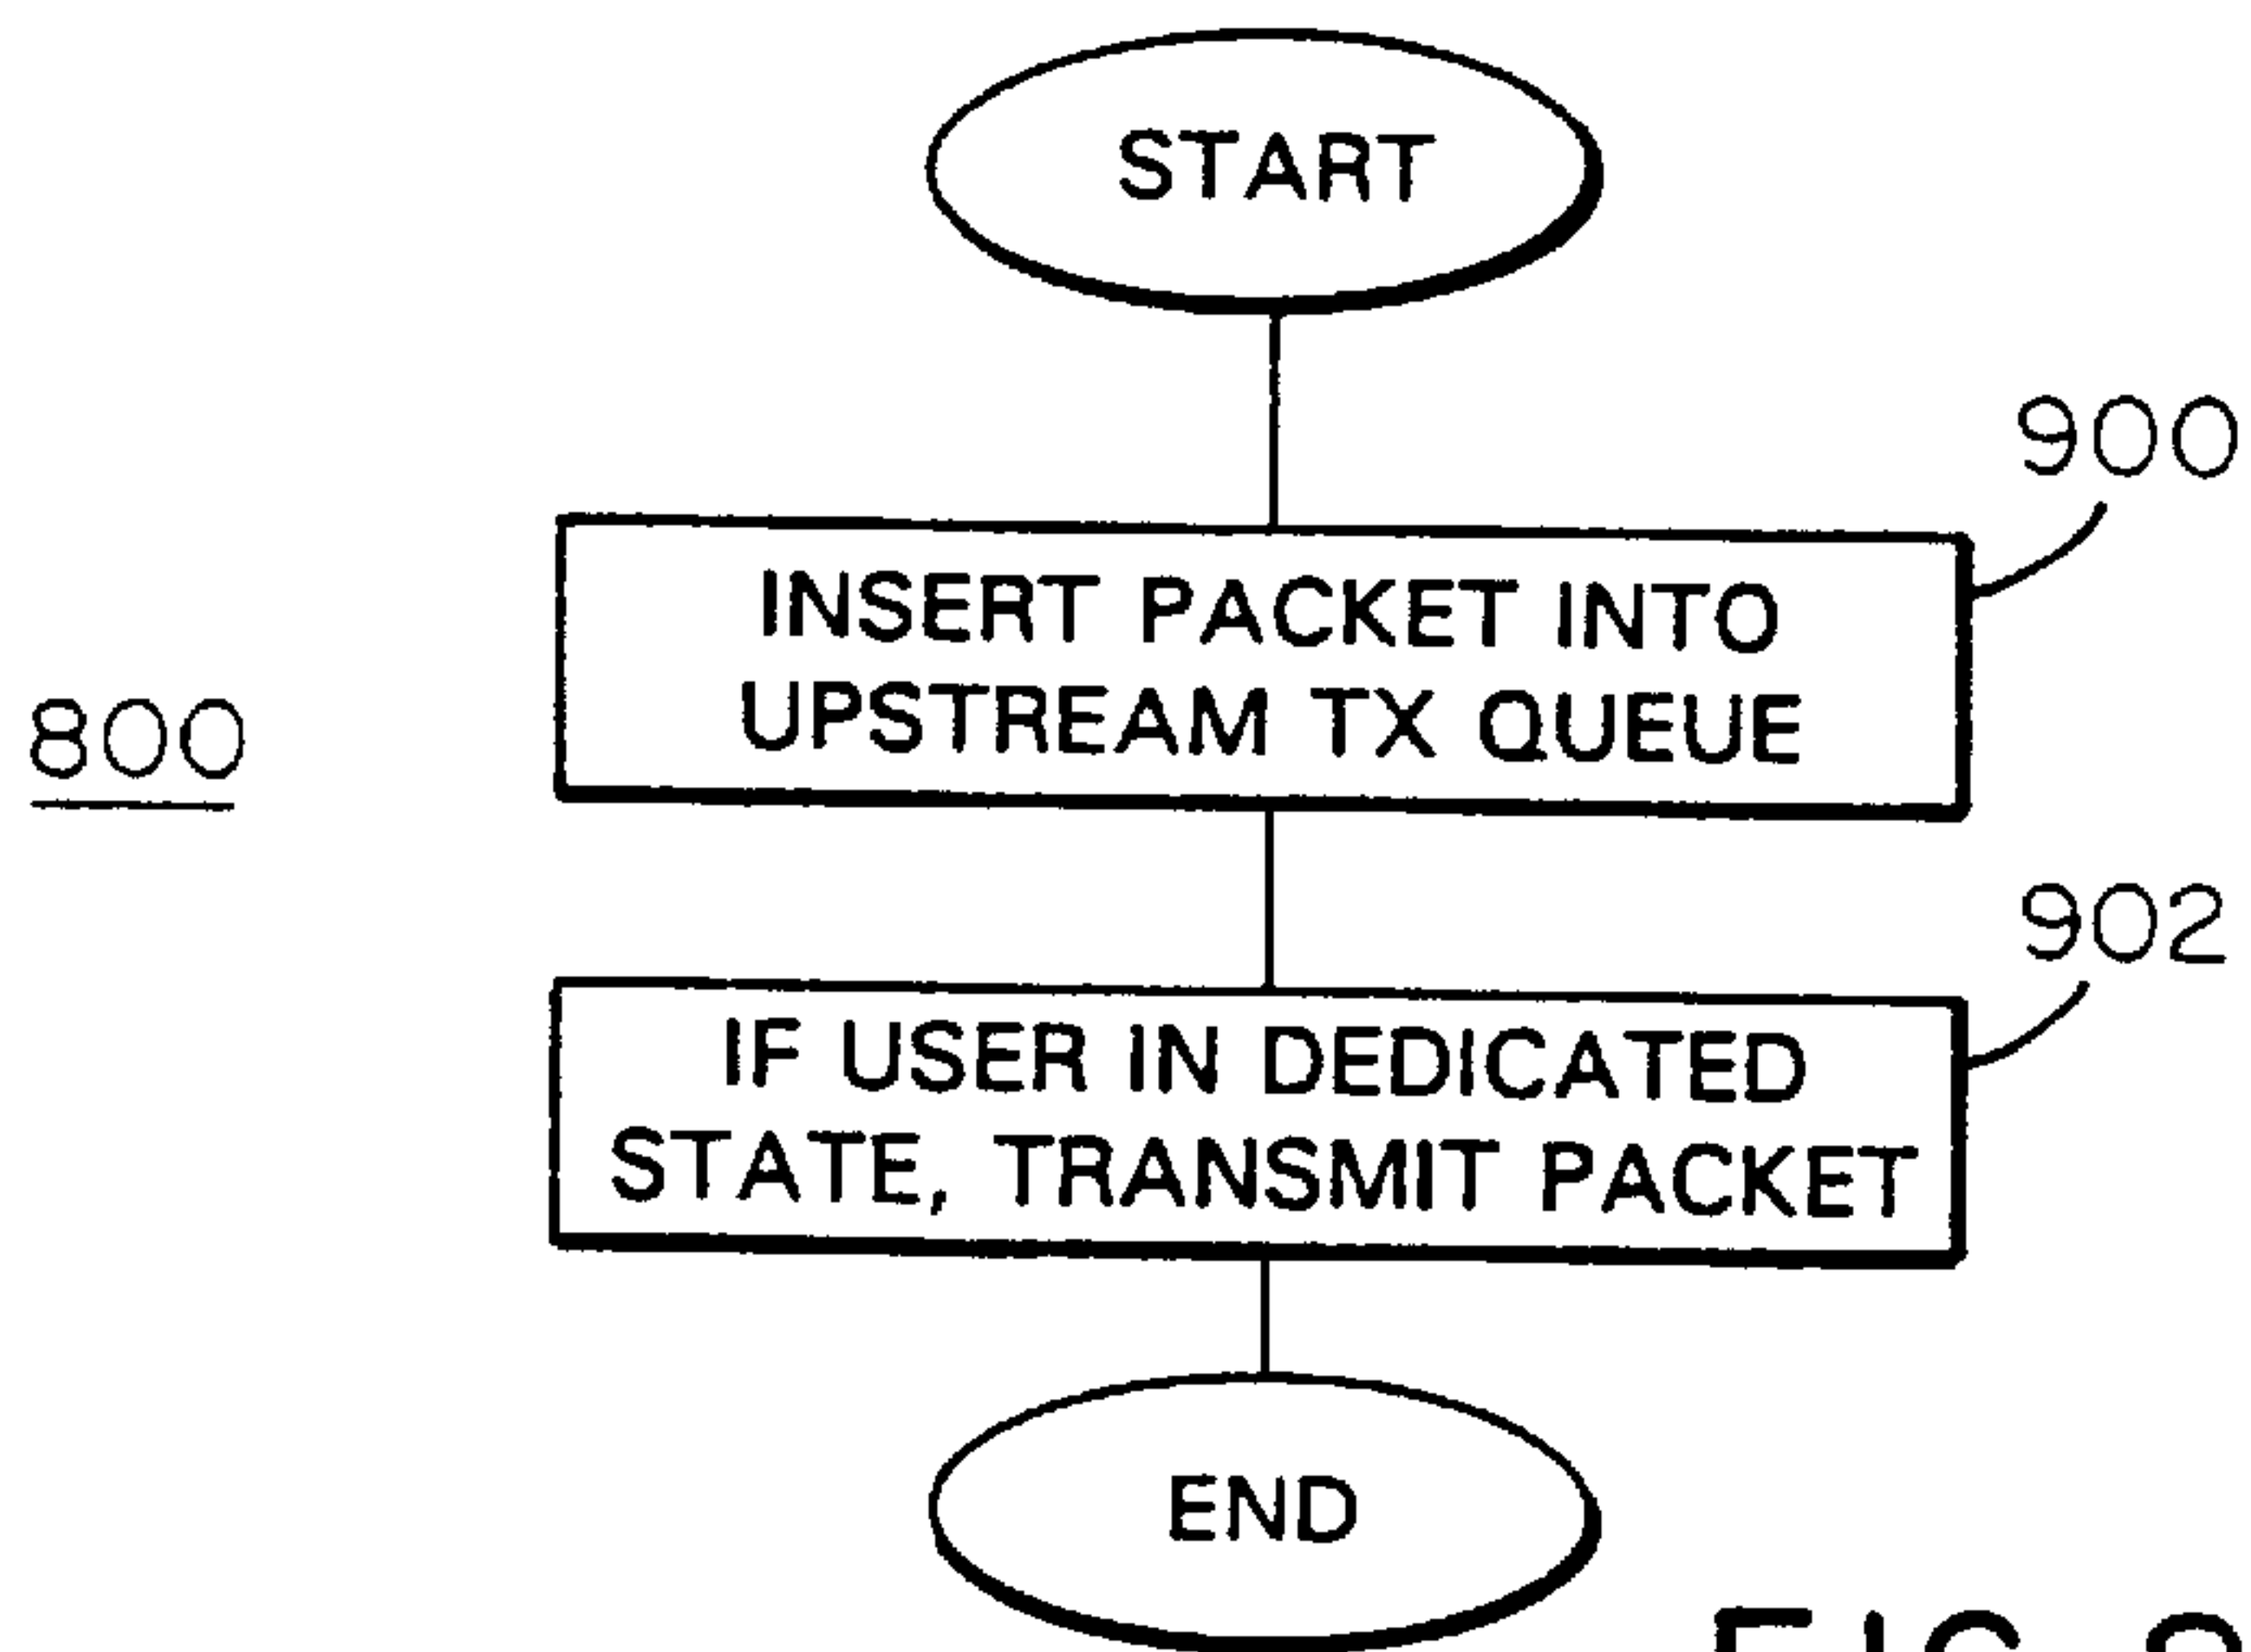 START
900
INSERT PACKET INTO
UPSTREAM TX QUEUE
800
902
IF USER IN DEDICATED
STATE, TRANSMIT PACKET
END